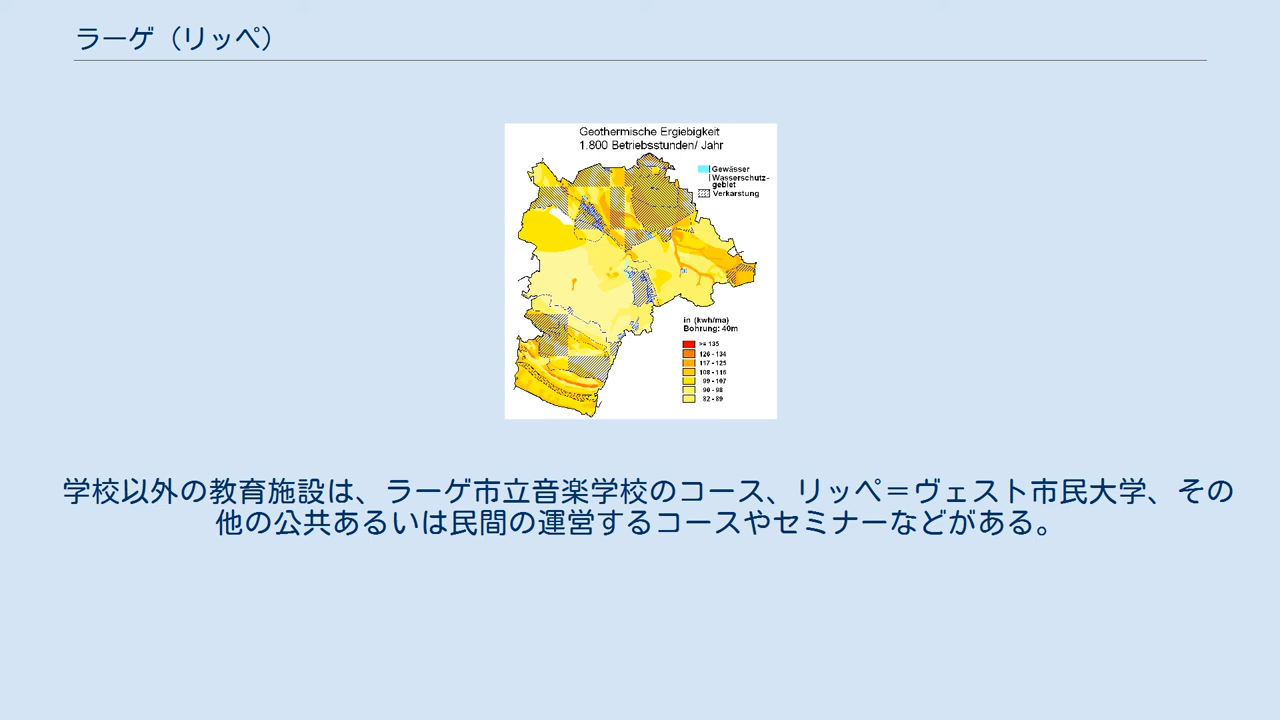 ラーゲ（リッペ）
Geothermische Ergiebigkeit
1.800 Betriebsstunden/ Jahr
Gewässer
Wasserschutz-
gebiet
Verkarstung
in (kwh/ma)
Bohrung: 40m
>= 135
126 - 134
117 - 125
108 - 116
99 - 107
90 - 98
82 - 89
学校以外の教育施設は、ラーゲ市立音楽学校のコース、リッペ＝ヴェスト市民大学、その
他の公共あるいは民間の運営するコースやセミナーなどがある。